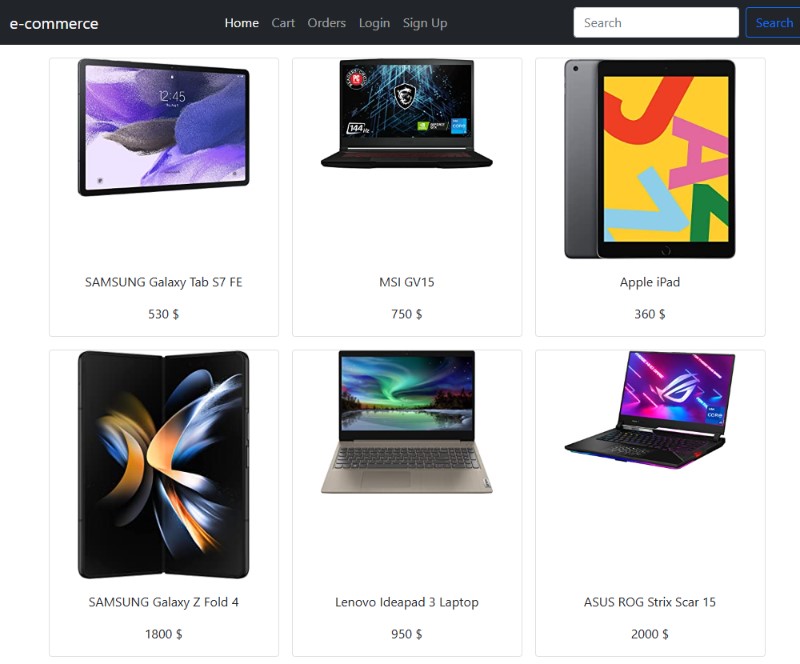 e-commerce
Home Cart Orders Login Sign Up
Search
Search
12:45
144Hz
SAMSUNG Galaxy Tab S7 FE
MSI GV15
Apple iPad
530 $
750 $
360 $
SAMSUNG Galaxy Z Fold 4
Lenovo Ideapad 3 Laptop
ASUS ROG Strix Scar 15
1800 $
950 $
2000 $